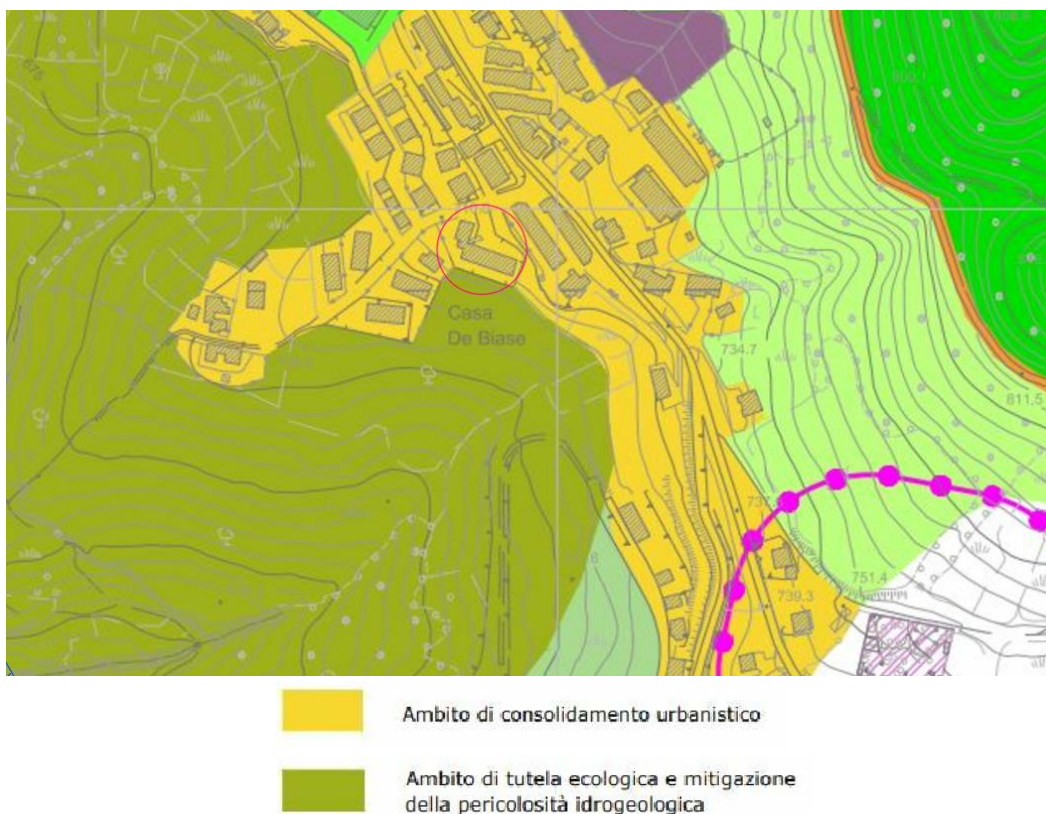 676
Casa
De Biase
734.7
811.5
751.4
739.3
Ambito di consolidamento urbanistico
Ambito di tutela ecologica e mitigazione
della pericolosità idrogeologica